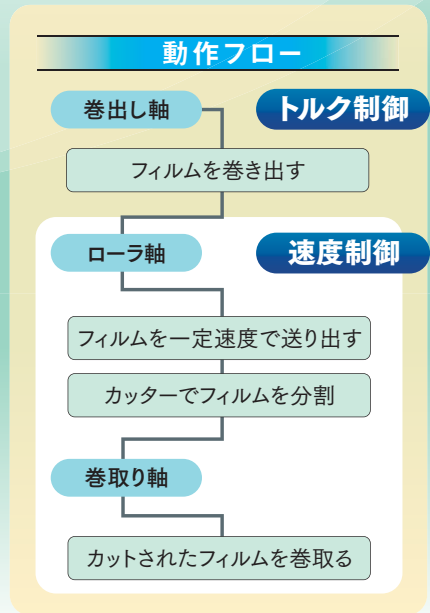 動作フロー
巻出し軸
トルク制御
フィルムを巻き出す
ローラ軸
速度制御
フィルムを一定速度で送り出す
カッターでフィルムを分割
巻取り軸
カットされたフィルムを巻取る